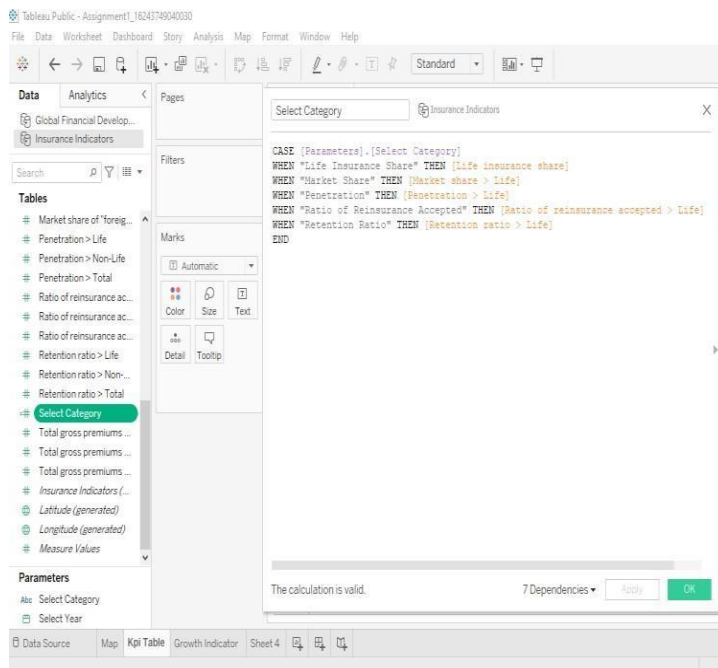 Tableau Public - Assignment1_18243749040030
File Data Worksheet Dashboard Story Analysis Map Format Window Help
Standard
Data Analytics
Global Financial Develop...
Insurance Indicators
Search
Tables
Market share of "foreig...
Penetration > Life
Penetration > Non-Life
Penetration > Total
Ratio of reinsurance ac...
Ratio of reinsurance ac...
Ratio of reinsurance ac...
Retention ratio > Life
Retention ratio > Non-...
Retention ratio > Total
Select Category
Total gross premiums ...
Total gross premiums ...
Total gross premiums ...
Insurance Indicators (...
Latitude (generated)
Longitude (generated)
Measure Values
Parameters
Abc Select Category
Select Year
Pages
Filters
Marks
Automatic
Color Size Text
Detail Tooltip
Select Category Insurance Indicators X
CASE [Parameters].[Select Category]
WHEN "Life Insurance Share" THEN [Life insurance share]
WHEN "Market Share" THEN [Market share > Life]
WHEN "Penetration" THEN [Penetration > Life]
WHEN "Ratio of Reinsurance Accepted" THEN [Ratio of reinsurance accepted > Life]
WHEN "Retention Ratio" THEN [Retention ratio > Life]
END
The calculation is valid. 7 Dependencies Apply OK
Data Source Map Kpi Table Growth Indicator Sheet 4